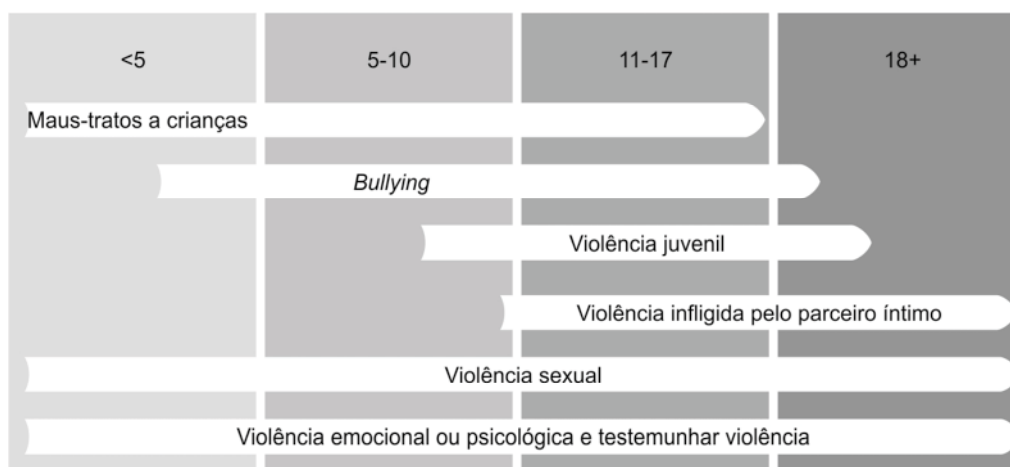 <5 5-10 11-17 18+
Maus-tratos a crianças
Bullying
Violência juvenil
Violência infligida pelo parceiro íntimo
Violência sexual
Violência emocional ou psicológica e testemunhar violência